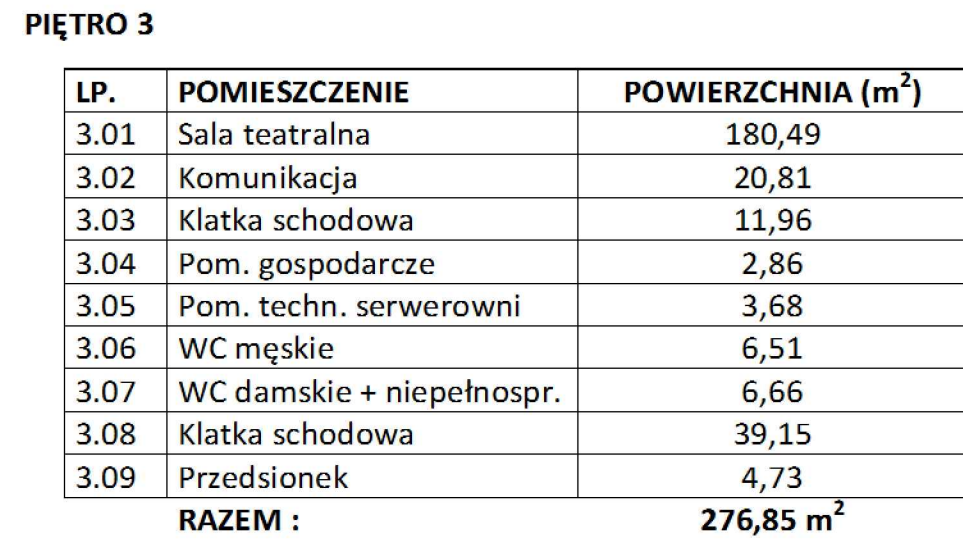 PIĘTRO 3
LP. POMIESZCZENIE POWIERZCHNIA (m²)
3.01 Sala teatralna 180,49
3.02 Komunikacja 20,81
3.03 Klatka schodowa 11,96
3.04 Pom. gospodarcze 2,86
3.05 Pom. techn. serwerowni 3,68
3.06 WC męskie 6,51
3.07 WC damskie + niepełnospr. 6,66
3.08 Klatka schodowa 39,15
3.09 Przedsionek 4,73
RAZEM : 276,85 m²